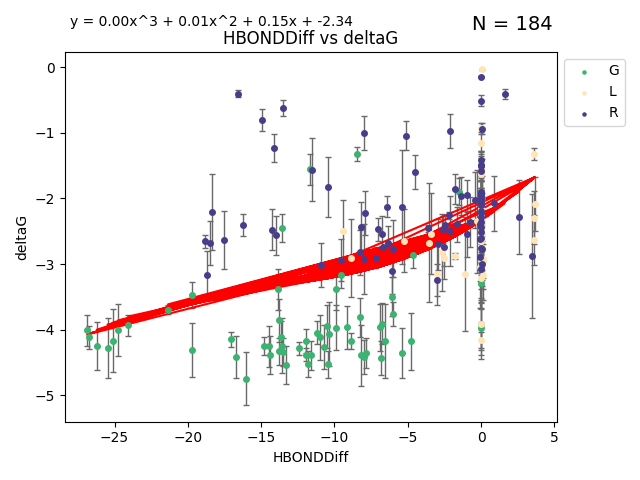 y = 0.00x^3 + 0.01x^2 + 0.15x + -2.34
N = 184
HBONDDiff vs deltaG
G
L
R
deltaG
0
−1
−2
−3
−4
−5
−25
−20
−15
−10
−5
0
5
HBONDDiff